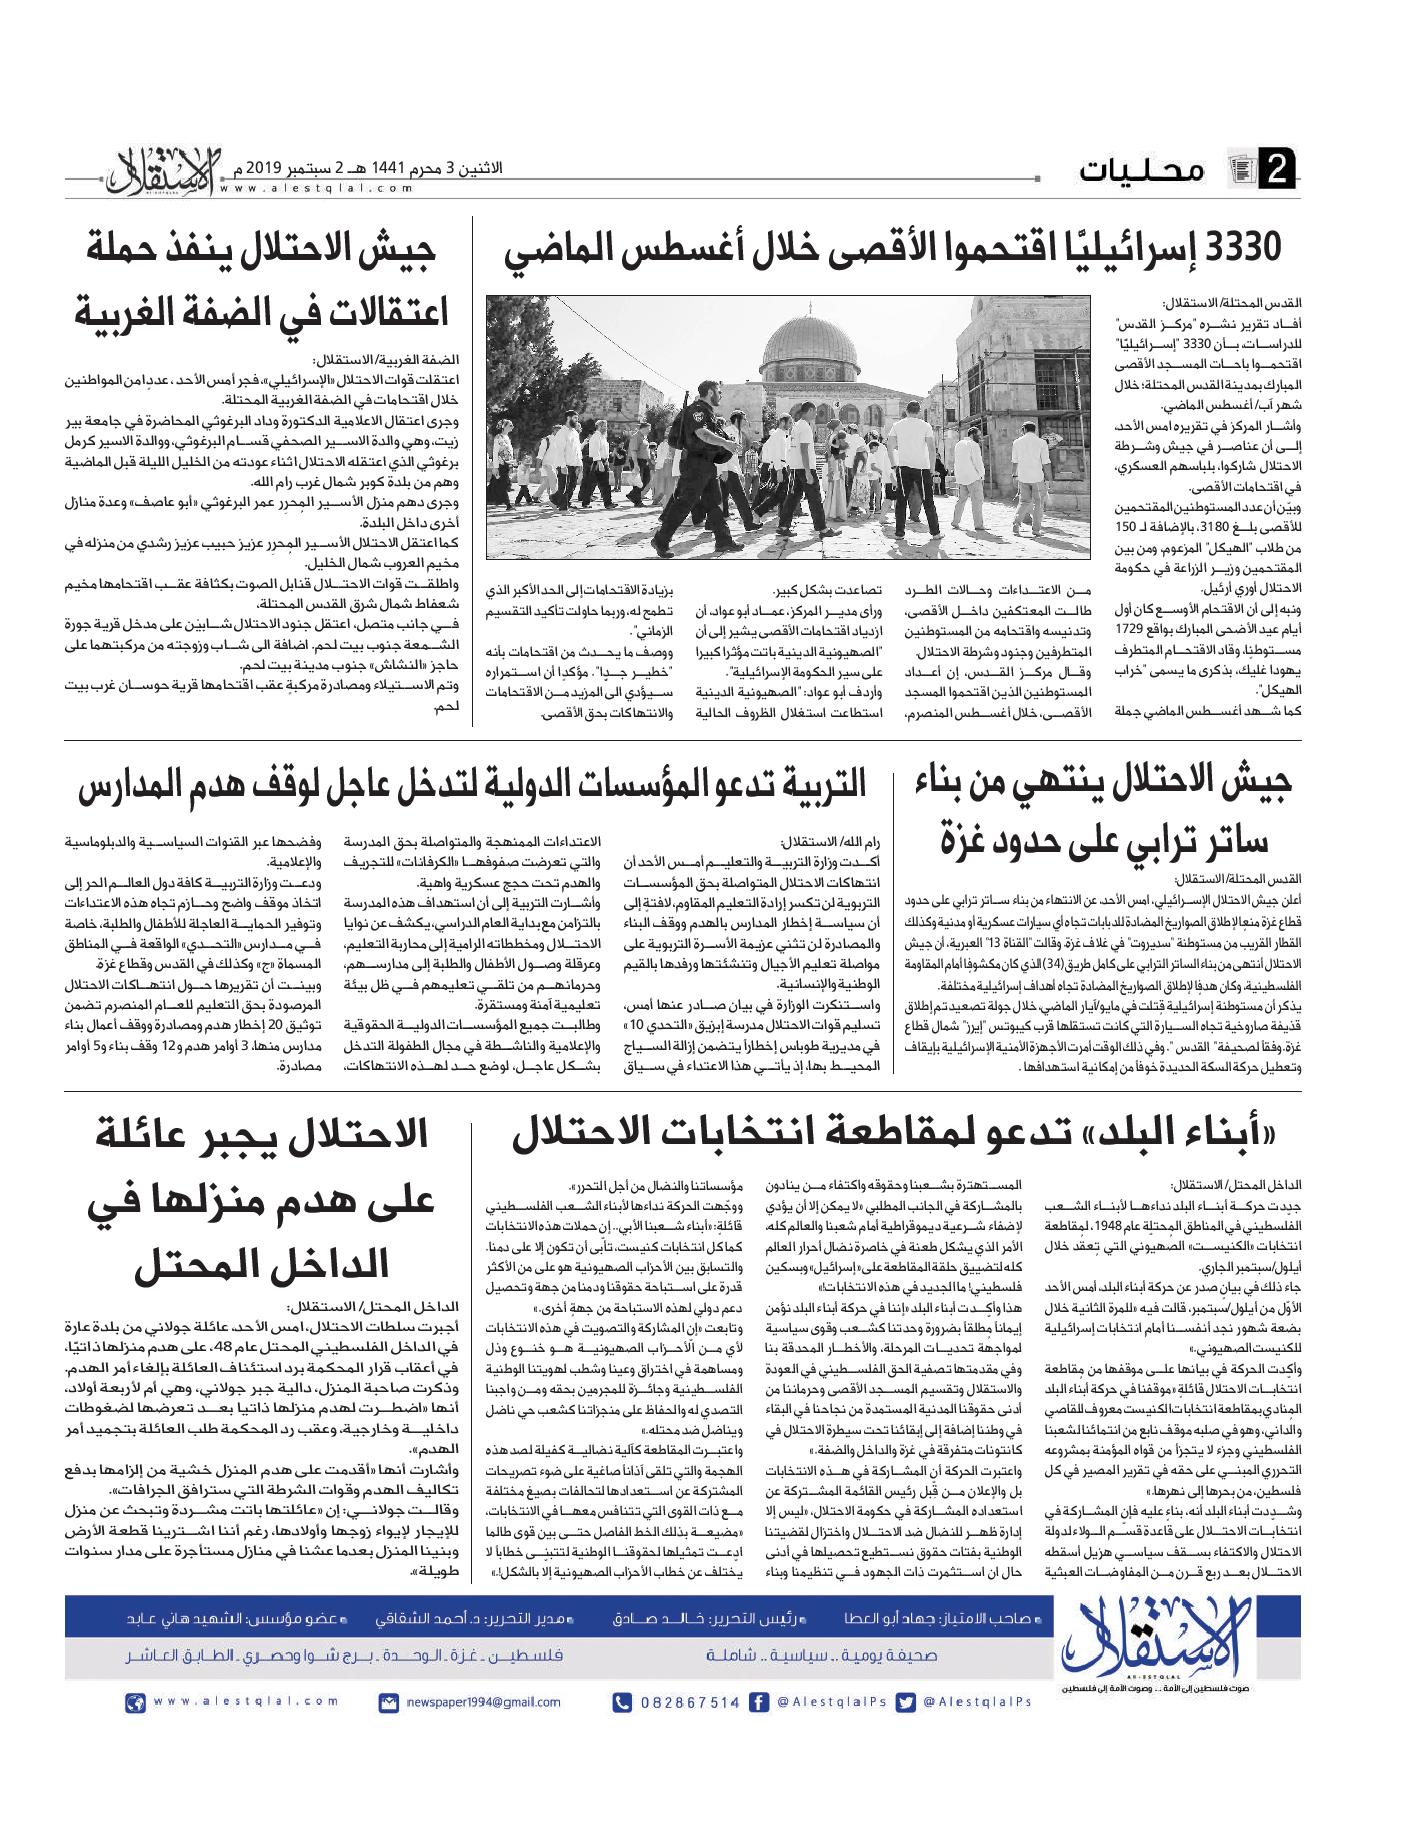 2
محليات
الاثنين 3 محرم 1441 هـ 2 سبتمبر 2019 م
www.alestqlal.com
الاستقلال
3330 إسرائيليًا اقتحموا الأقصى خلال أغسطس الماضي
القدس المحتلة/ الاستقلال:
أفاد تقرير نشره "مركز القدس"
للدراسات، بأن 3330 "إسرائيليًا"
اقتحموا باحات المسجد الأقصى
المبارك بمدينة القدس المحتلة؛ خلال
شهر آب/ أغسطس الماضي.
وأشار المركز في تقريره امس الأحد،
إلى أن عناصر في جيش وشرطة
الاحتلال شاركوا، بلباسهم العسكري،
في اقتحامات الأقصى.
وبيّن أن عدد المستوطنين المقتحمين
للأقصى بلغ 3180، بالإضافة لـ 150
من طلاب "الهيكل" المزعوم، ومن بين
المقتحمين وزير الزراعة في حكومة
الاحتلال أوري أرئيل.
ونبه إلى أن الاقتحام الأوسع كان أول
أيام عيد الأضحى المبارك بواقع 1729
مستوطنًا، وقاد الاقتحام المتطرف
يهودا غليك، بذكرى ما يسمى "خراب
الهيكل".
كما شهد أغسطس الماضي جملة
من الاعتداءات وحالات الطرد
طالت المعتكفين داخل الأقصى،
وتدنيسه واقتحامه من المستوطنين
المتطرفين وجنود وشرطة الاحتلال.
وقال مركز القدس، إن أعداد
المستوطنين الذين اقتحموا المسجد
الأقصى، خلال أغسطس المنصرم،
تصاعدت بشكل كبير.
ورأى مدير المركز، عماد أبو عواد، أن
ازدياد اقتحامات الأقصى يشير إلى أن
"الصهيونية الدينية باتت مؤثرا كبيرا
على سير الحكومة الإسرائيلية".
وأردف أبو عواد: "الصهيونية الدينية
استطاعت استغلال الظروف الحالية
بزيادة الاقتحامات إلى الحد الأكبر الذي
تطمح له، وربما حاولت تأكيد التقسيم
الزماني".
ووصف ما يحدث من اقتحامات بأنه
"خطير جدا". مؤكدا أن استمراره
سيؤدي الى المزيد من الاقتحامات
والانتهاكات بحق الأقصى.
جيش الاحتلال ينفذ حملة
اعتقالات في الضفة الغربية
الضفة الغربية/ الاستقلال:
اعتقلت قوات الاحتلال «الإسرائيلي»، فجر أمس الأحد ، عدد من المواطنين
خلال اقتحامات في الضفة الغربية المحتلة.
وجرى اعتقال الاعلامية الدكتورة وداد البرغوثي المحاضرة في جامعة بير
زيت، وهي والدة الاسير الصحفي قسام البرغوثي، ووالدة الاسير كرمل
برغوثي الذي اعتقله الاحتلال اثناء عودته من الخليل الليلة قبل الماضية
وهم من بلدة كوبر شمال غرب رام الله.
وجرى دهم منزل الأسير المحرر عمر البرغوثي «أبو عاصف» وعدة منازل
أخرى داخل البلدة.
كما اعتقل الاحتلال الأسير المحرر عزيز حبيب عزيز رشدي من منزله في
مخيم العروب شمال الخليل.
واطلقت قوات الاحتلال قنابل الصوت بكثافة عقب اقتحامها مخيم
شعفاط شمال شرق القدس المحتلة.
في جانب متصل، اعتقل جنود الاحتلال شابين على مدخل قرية جورة
الشمعة جنوب بيت لحم. اضافة الى شاب وزوجته من مركبتهما على
حاجز «النشاش» جنوب مدينة بيت لحم.
وتم الاستيلاء ومصادرة مركبة عقب اقتحامها قرية حوسان غرب بيت
لحم.
جيش الاحتلال ينتهي من بناء
ساتر ترابي على حدود غزة
القدس المحتلة/ الاستقلال:
أعلن جيش الاحتلال الإسرائيلي، امس الأحد، عن الانتهاء من بناء ساتر ترابي على حدود
قطاع غزة منعا لإطلاق الصواريخ المضادة للدبابات تجاه أي سيارات عسكرية أو مدنية وكذلك
القطار القريب من مستوطنة "سديروت" في غلاف غزة. وقالت "القناة 13" العبرية، أن جيش
الاحتلال أنتهى من بناء الساتر الترابي على كامل طريق (34) الذي كان مكشوفا أمام المقاومة
الفلسطينية، وكان هدفا لإطلاق الصواريخ المضادة تجاه أهداف إسرائيلية مختلفة.
يذكر أن مستوطنة إسرائيلية قتلت في مايو/آيار الماضي، خلال جولة تصعيد تم إطلاق
قذيفة صاروخية تجاه السيارة التي كانت تستقلها قرب كيبوتس "إيرز" شمال قطاع
غزة. وفقا لصحيفة" القدس ". وفي ذلك الوقت أمرت الأجهزة الأمنية الإسرائيلية بإيقاف
وتعطيل حركة السكة الحديدة خوفا من إمكانية استهدافها .
التربية تدعو المؤسسات الدولية لتدخل عاجل لوقف هدم المدارس
رام الله/ الاستقلال:
أكدت وزارة التربية والتعليم أمس الأحد أن
انتهاكات الاحتلال المتواصلة بحق المؤسسات
التربوية لن تكسر إرادة التعليم المقاوم، لافتة إلى
أن سياسة إخطار المدارس بالهدم ووقف البناء
والمصادرة لن تثني عزيمة الأسرة التربوية على
مواصلة تعليم الأجيال وتنشئتها ورفدها بالقيم
الوطنية والإنسانية.
واستنكرت الوزارة في بيان صادر عنها أمس،
تسليم قوات الاحتلال مدرسة إبزيق «التحدي 10»
في مديرية طوباس إخطاراً يتضمن إزالة السياج
المحيط بها، إذ يأتي هذا الاعتداء في سياق
الاعتداءات الممنهجة والمتواصلة بحق المدرسة
والتي تعرضت صفوفها «الكرفانات» للتجريف
والهدم تحت حجج عسكرية واهية.
وأشارت التربية إلى أن استهداف هذه المدرسة
بالتزامن مع بداية العام الدراسي، يكشف عن نوايا
الاحتلال ومخططاته الرامية إلى محاربة التعليم،
وعرقلة وصول الأطفال والطلبة إلى مدارسهم،
وحرمانهم من تلقي تعليمهم في ظل بيئة
تعليمية آمنة ومستقرة.
وطالبت جميع المؤسسات الدولية الحقوقية
والإعلامية والناشطة في مجال الطفولة التدخل
بشكل عاجل، لوضع حد لهذه الانتهاكات،
وفضحها عبر القنوات السياسية والدبلوماسية
والإعلامية.
ودعت وزارة التربية كافة دول العالم الحر إلى
اتخاذ موقف واضح وحازم تجاه هذه الاعتداءات
وتوفير الحماية العاجلة للأطفال والطلبة، خاصة
في مدارس «التحدي» الواقعة في المناطق
المسماة «ج» وكذلك في القدس وقطاع غزة.
وبينت أن تقريرها حول انتهاكات الاحتلال
المرصودة بحق التعليم للعام المنصرم تضمن
توثيق 20 إخطار هدم ومصادرة ووقف أعمال بناء
مدارس منها، 3 أوامر هدم و12 وقف بناء و5 أوامر
مصادرة.
«أبناء البلد» تدعو لمقاطعة انتخابات الاحتلال
الداخل المحتل/ الاستقلال:
جددت حركة أبناء البلد نداءها لأبناء الشعب
الفلسطيني في المناطق المحتلة عام 1948، لمقاطعة
انتخابات «الكنيست» الصهيوني التي تعقد خلال
أيلول/سبتمبر الجاري.
جاء ذلك في بيان صدر عن حركة أبناء البلد، أمس الأحد
الأول من أيلول/سبتمبر، قالت فيه «للمرة الثانية خلال
بضعة شهور نجد أنفسنا أمام انتخابات إسرائيلية
للكنيست الصهيوني.»
وأكدت الحركة في بيانها على موقفها من مقاطعة
انتخابات الاحتلال قائلة «موقفنا في حركة أبناء البلد
المنادي بمقاطعة انتخابات الكنيست معروف للقاصي
والداني، وهو في صلبه موقف نابع من انتمائنا لشعبنا
الفلسطيني وجزء لا يتجزأ من قواه المؤمنة بمشروعه
التحرري المبني على حقه في تقرير المصير في كل
فلسطين، من بحرها إلى نهرها.»
وشددت أبناء البلد أنه، بناء عليه فإن المشاركة في
انتخابات الاحتلال على قاعدة قسم الولاء لدولة
الاحتلال والاكتفاء بسقف سياسي هزيل أسقطه
الاحتلال بعد ربع قرن من المفاوضات العبثية
المستهترة بشعبنا وحقوقه واكتفاء من ينادون
بالمشاركة في الجانب المطلبي «لا يمكن إلا أن يؤدي
لإضفاء شرعية ديموقراطية أمام شعبنا والعالم كله،
الأمر الذي يشكل طعنة في خاصرة نضال أحرار العالم
كله لتضييق حلقة المقاطعة على «إسرائيل» وبسكين
فلسطيني! ما الجديد في هذه الانتخابات!»
هذا وأكدت أبناء البلد «إننا في حركة أبناء البلد نؤمن
إيماناً مطلقاً بضرورة وحدتنا كشعب وقوى سياسية
لمواجهة تحديات المرحلة، والأخطار المحدقة بنا
وفي مقدمتها تصفية الحق الفلسطيني في العودة
والاستقلال وتقسيم المسجد الأقصى وحرماننا من
أدنى حقوقنا المدنية المستمدة من نجاحنا في البقاء
في وطننا إضافة إلى إبقائنا تحت سيطرة الاحتلال في
كانتونات متفرقة في غزة والداخل والضفة.»
واعتبرت الحركة أن المشاركة في هذه الانتخابات
بل والإعلان من قبل رئيس القائمة المشتركة عن
استعداده المشاركة في حكومة الاحتلال، «ليس إلا
إدارة ظهر للنضال ضد الاحتلال واختزال لقضيتنا
الوطنية بفتات حقوق نستطيع تحصيلها في أدنى
حال ان استثمرت ذات الجهود في تنظيمنا وبناء
مؤسساتنا والنضال من أجل التحرر».
ووجهت الحركة نداءها لأبناء الشعب الفلسطيني
قائلة: «أبناء شعبنا الأبي.. إن حملات هذه الانتخابات
كما كل انتخابات كنيست، تأبى أن تكون إلا على دمنا.
والتسابق بين الأحزاب الصهيونية هو على من الأكثر
قدرة على استباحة حقوقنا ودمنا من جهة وتحصيل
دعم دولي لهذه الاستباحة من جهة أخرى.»
وتابعت «إن المشاركة والتصويت في هذه الانتخابات
لأي من الأحزاب الصهيونية هو خنوع وذل
ومساهمة في اختراق وعينا وشطب لهويتنا الوطنية
الفلسطينية وجائزة للمجرمين بحقه ومن واجبنا
التصدي له والحفاظ على منجزاتنا كشعب حي ناضل
ويناضل ضد محتله.»
واعتبرت المقاطعة كآلية نضالية كفيلة لصد هذه
الهجمة والتي تلقى أذاناً صاغية على ضوء تصريحات
المشتركة عن استعدادها لتحالفات بصيغ مختلفة
مع ذات القوى التي تتنافس معها في الانتخابات،
«مضيعة بذلك الخط الفاصل حتى بين قوى طالما
ادعت تمثيلها لحقوقنا الوطنية لتتبنى خطاباً لا
يختلف عن خطاب الأحزاب الصهيونية إلا بالشكل!.»
الاحتلال يجبر عائلة
على هدم منزلها في
الداخل المحتل
الداخل المحتل/ الاستقلال:
أجبرت سلطات الاحتلال، امس الأحد، عائلة جولاني من بلدة عارة
في الداخل الفلسطيني المحتل عام 48، على هدم منزلها ذاتيًا،
في أعقاب قرار المحكمة برد استئناف العائلة بإلغاء أمر الهدم.
وذكرت صاحبة المنزل، دالية جبر جولاني، وهي أم لأربعة أولاد،
أنها «اضطرت لهدم منزلها ذاتيا بعد تعرضها لضغوطات
داخلية وخارجية، وعقب رد المحكمة طلب العائلة بتجميد أمر
الهدم».
وأشارت أنها «أقدمت على هدم المنزل خشية من إلزامها بدفع
تكاليف الهدم وقوات الشرطة التي سترافق الجرافات».
وقالت جولاني: إن «عائلتها باتت مشردة وتبحث عن منزل
للإيجار لإيواء زوجها وأولادها، رغم أننا اشترينا قطعة الأرض
وبنينا المنزل بعدما عشنا في منازل مستأجرة على مدار سنوات
طويلة».
الاستقلال
AL-ESTQLAL
صوت فلسطين إلى الأمة .. وصوت الأمة إلى فلسطين
صاحب الامتياز: جهاد أبو العطا
رئيس التحرير: خالد صادق
مدير التحرير: د. أحمد الشقاقي
عضو مؤسس: الشهيد هاني عابد
صحيفة يومية .. سياسية .. شاملة
فلسطين - غزة - الوحدة - برج شوا وحصري - الطابق العاشر
@AlestqlalPs
@AlestqlalPs
082867514
newspaper1994@gmail.com
www.alestqlal.com